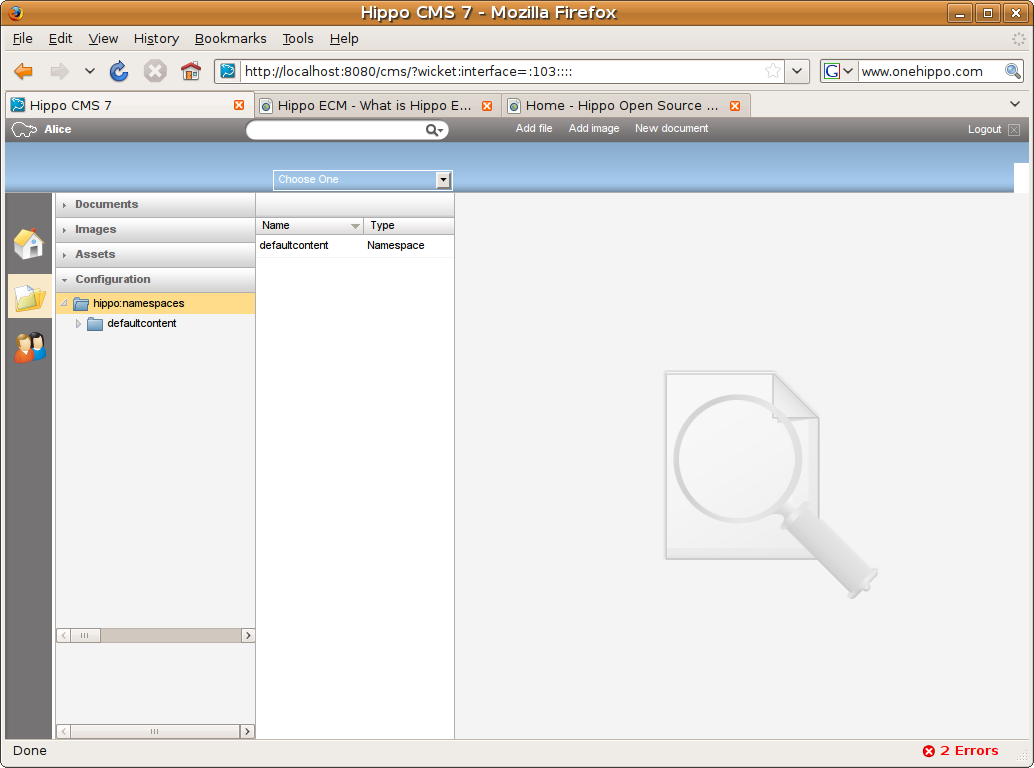 Hippo CMS 7 - Mozilla Firefox
File Edit View History Bookmarks Tools Help
http://localhost:8080/cms/?wicket:interface=:103:::: G www.onehippo.com
Hippo CMS 7 Hippo ECM - What is Hippo E... Home - Hippo Open Source ...
Alice Add file Add image New document Logout
Choose One
Documents
Images
Assets
Configuration
hippo:namespaces
defaultcontent
Name Type
defaultcontent Namespace
Done 2 Errors